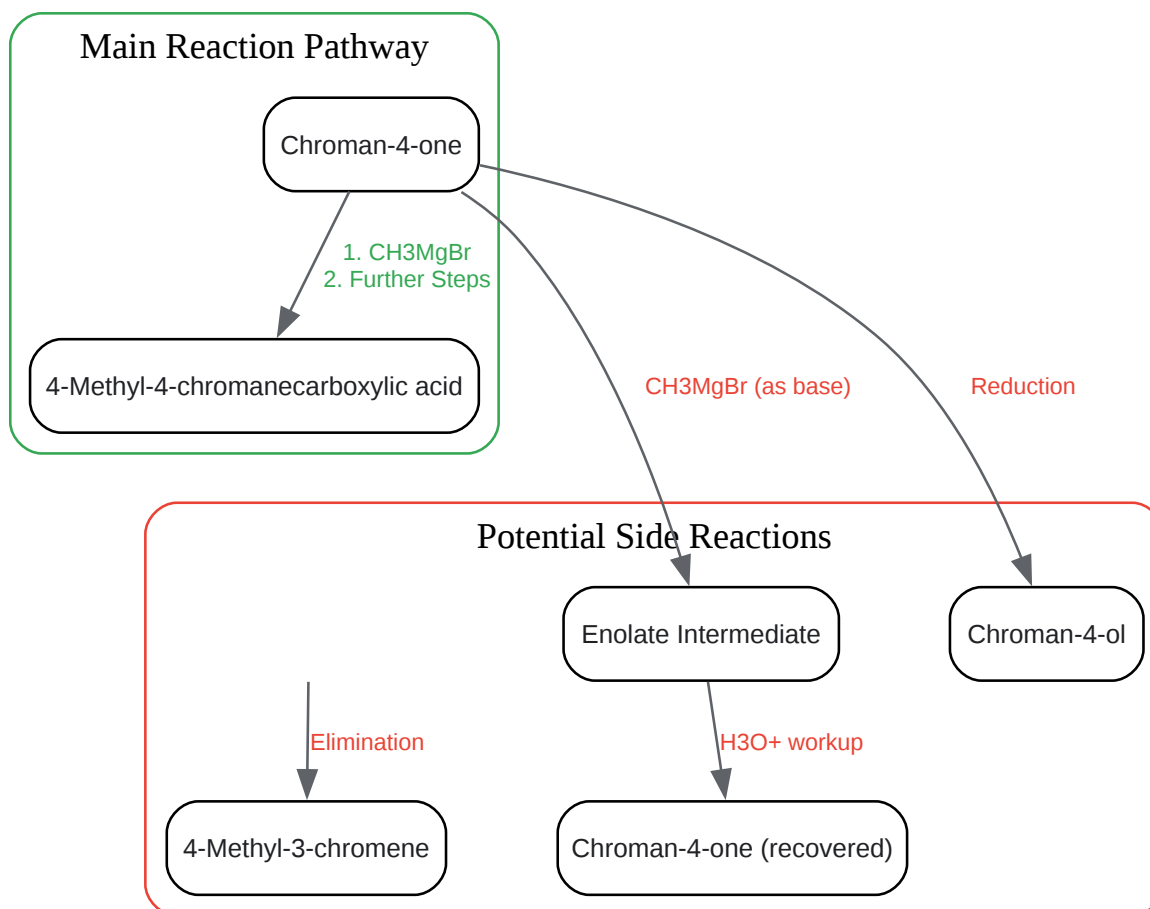 Main Reaction Pathway
Chroman-4-one
1. CH3MgBr
2. Further Steps
4-Methyl-4-chromanecarboxylic acid
CH3MgBr (as base)
Reduction
Potential Side Reactions
Enolate Intermediate
Chroman-4-ol
Elimination
H3O+ workup
4-Methyl-3-chromene
Chroman-4-one (recovered)